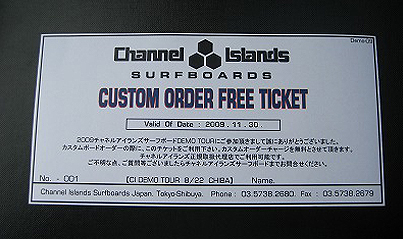 Demo-09
Channel Islands
SURFBOARDS
CUSTOM ORDER FREE TICKET
Valid Of Date : 2009.11.30.
2009チャネルアイランズサーフボードDEMO TOURにご参加頂きまして誠にありがとうございました。
カスタムボードオーダーの際に、このチケットをご利用下さい。カスタムオーダーチャージを無料とさせて頂きます。
チャネルアイランズ正規取扱代理店でご利用可能です。
ご不明な点、ご質問等ございましたらチャネルアイランズサーフボードまでお問合せください。
No. - 001 【CI DEMO TOUR 8/22 CHIBA】 Name.
Channel Islands Surfboards Japan. Tokyo-Shibuya. Phone : 03.5738.2680. Fax : 03.5738.2679